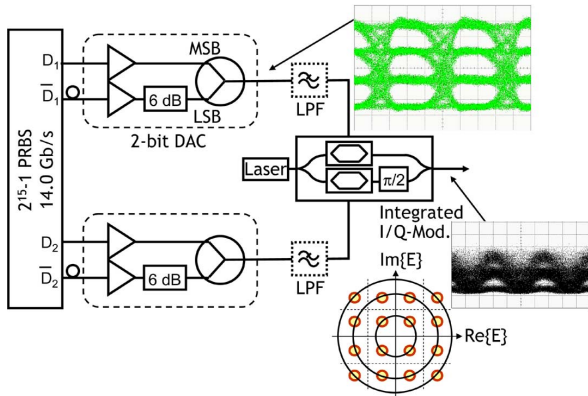 2¹⁵-1 PRBS
14.0 Gb/s
D₁
D̅₁
MSB
6 dB
LSB
2-bit DAC
LPF
Laser
π/2
Integrated
I/Q-Mod.
D₂
D̅₂
6 dB
LPF
Im{E}
Re{E}